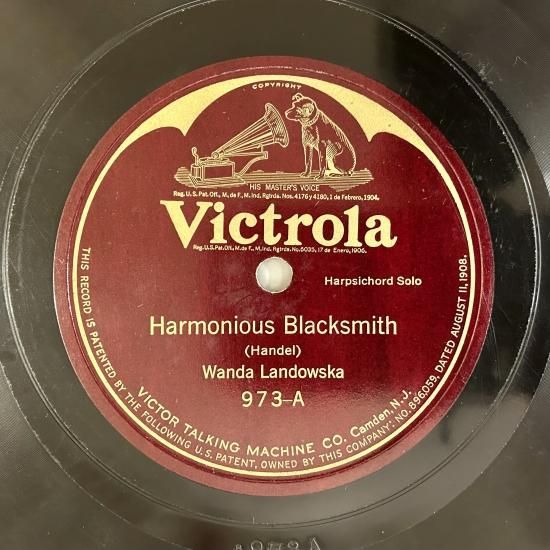 COPYRIGHT
"HIS MASTER'S VOICE"
Reg. U.S. Pat. Off., M. de F., M. Ind. Rgtrda. Nos. 4176 y 4180, 1 de Febrero, 1904.
Victrola
Reg. U.S. Pat. Off., M. de F., M. Ind. Rgtrda. No. 6035, 17 de Enero, 1906.
Harpsichord Solo
Harmonious Blacksmith
(Handel)
Wanda Landowska
973-A
VICTOR TALKING MACHINE CO. Camden, N.J.
THIS RECORD IS PATENTED BY THE FOLLOWING U.S. PATENT, OWNED BY THIS COMPANY: NO. 896,059, DATED AUGUST 11, 1908.